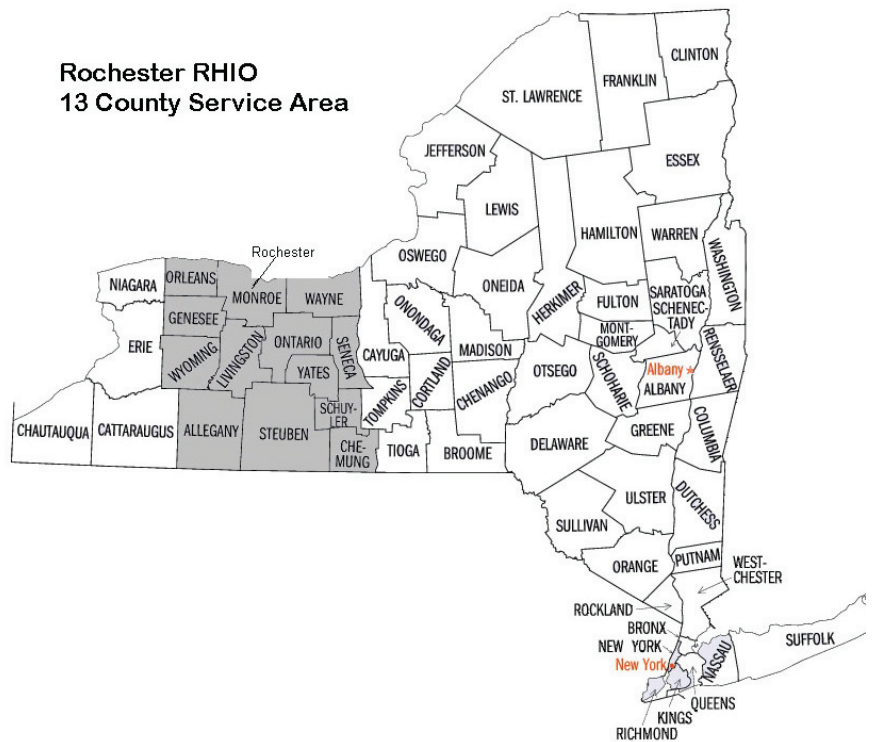 Rochester RHIO
13 County Service Area
CLINTON
FRANKLIN
ST. LAWRENCE
JEFFERSON
ESSEX
LEWIS
HAMILTON
WARREN
WASHINGTON
Rochester
OSWEGO
ONEIDA
HERKIMER
NIAGARA
ORLEANS
MONROE
WAYNE
FULTON
SARATOGA
SCHENEC-
TADY
GENESEE
ONONDAGA
MONT-
GOMERY
ERIE
WYOMING
LIVINGSTON
ONTARIO
SENECA
CAYUGA
MADISON
RENSSELAER
YATES
CORTLAND
OTSEGO
SCHOHARIE
Albany
ALBANY
TOMPKINS
CHENANGO
CHAUTAUQUA
CATTARAUGUS
ALLEGANY
STEUBEN
SCHUY-
LER
CHE-
MUNG
TIOGA
BROOME
DELAWARE
GREENE
COLUMBIA
ULSTER
DUTCHESS
SULLIVAN
ORANGE
PUTNAM
WEST-
CHESTER
ROCKLAND
BRONX
NEW YORK
New York
SUFFOLK
NASSAU
QUEENS
KINGS
RICHMOND